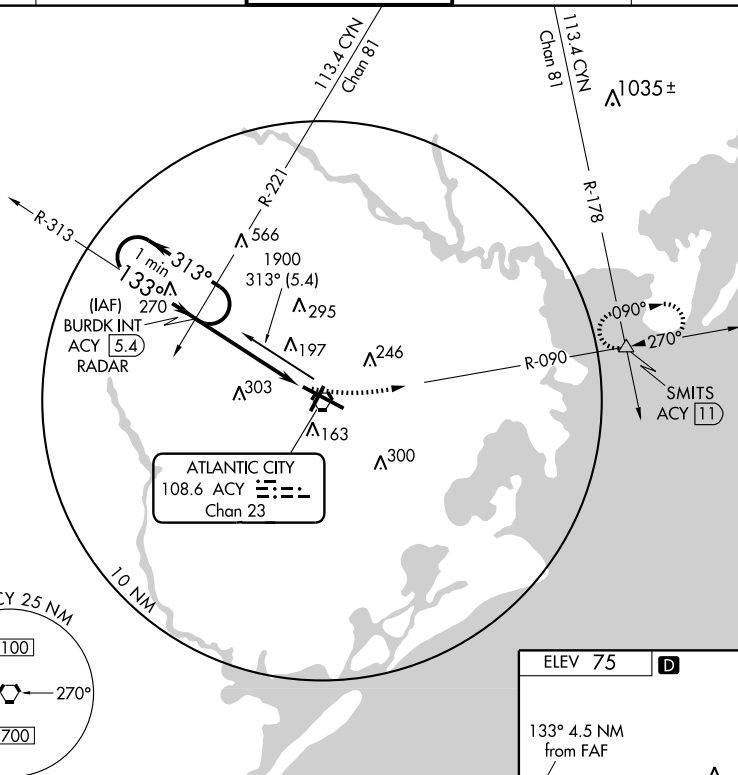 113.4 CYN
Chan 81
113.4 CYN
Chan 81
1035 ±
R-221
R-178
R-313
566
1 min
313°
133°
1900
313° (5.4)
270
(IAF)
BURDK INT
ACY 5.4
RADAR
295
197
246
303
163
300
090°
270°
R-090
SMITS
ACY 11
ATLANTIC CITY
108.6 ACY
Chan 23
10 NM
CY 25 NM
100
270°
700
ELEV 75 D
133° 4.5 NM
from FAF